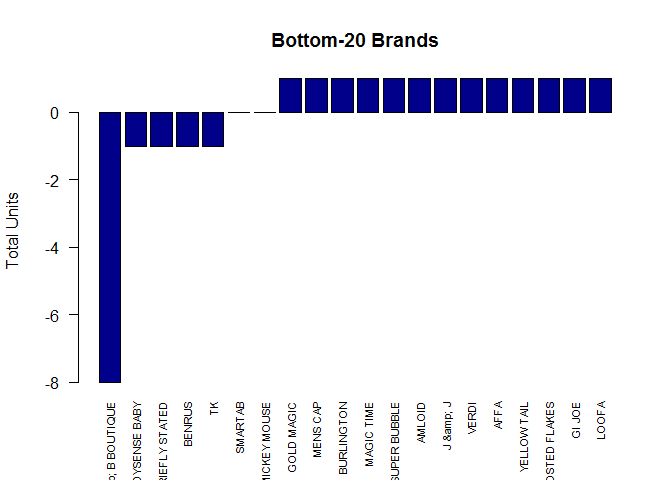 Bottom-20 Brands
Total Units
0
-2
-4
-6
-8
p; B BOUTIQUE
OYSENSE BABY
RIEFLY STATED
BENRUS
TK
SMARTAB
MICKEY MOUSE
GOLD MAGIC
MENS CAP
BURLINGTON
MAGIC TIME
SUPER BUBBLE
AMLOID
J &amp; J
VERDI
AFFA
YELLOW TAIL
OSTED FLAKES
GI JOE
LOOFA